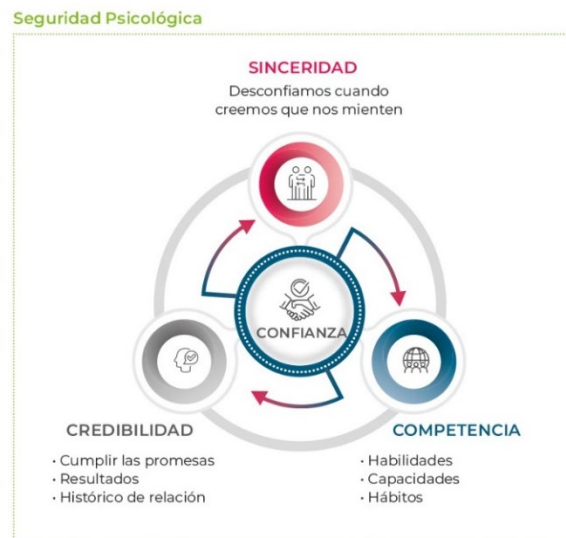 Seguridad Psicológica
SINCERIDAD
Desconfiamos cuando
creemos que nos mienten
CONFIANZA
CREDIBILIDAD
· Cumplir las promesas
· Resultados
· Histórico de relación
COMPETENCIA
· Habilidades
· Capacidades
· Hábitos